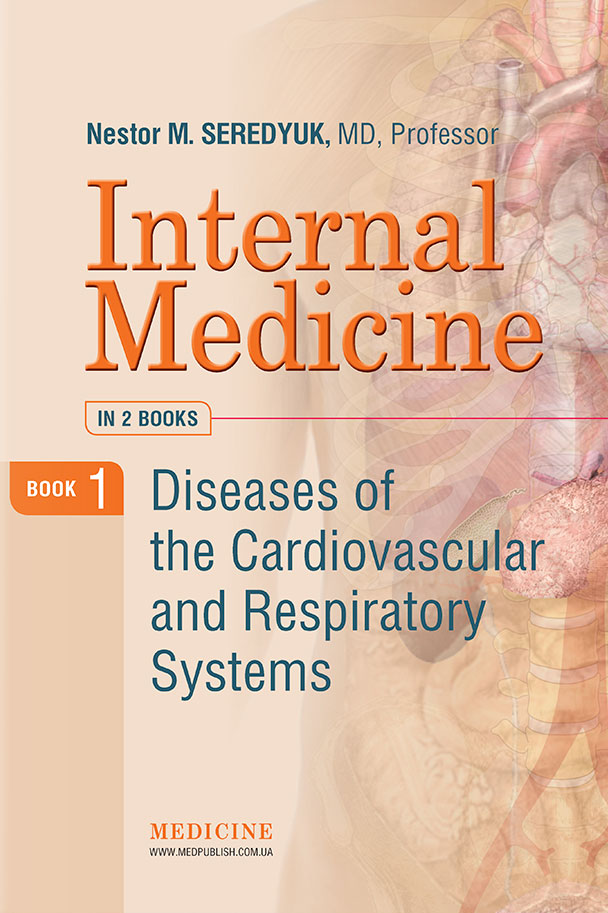 Nestor M. SEREDYUK, MD, Professor
Internal
Medicine
IN 2 BOOKS
BOOK 1
Diseases of
the Cardiovascular
and Respiratory
Systems
MEDICINE
WWW.MEDPUBLISH.COM.UA